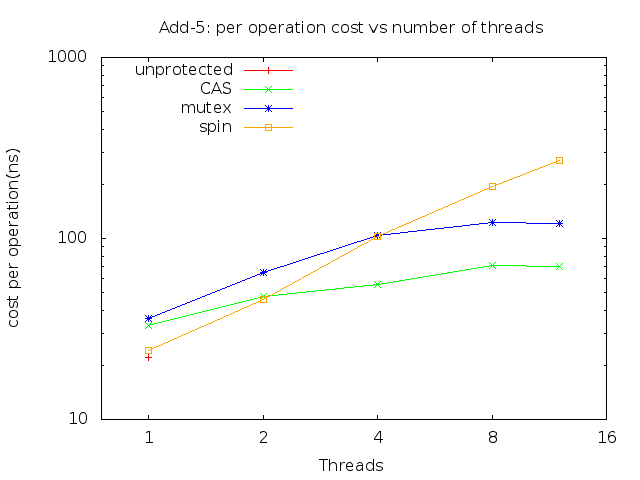 Add-5: per operation cost vs number of threads
1000
unprotected
CAS
mutex
spin
cost per operation(ns)
100
10
1 2 4 8 16
Threads